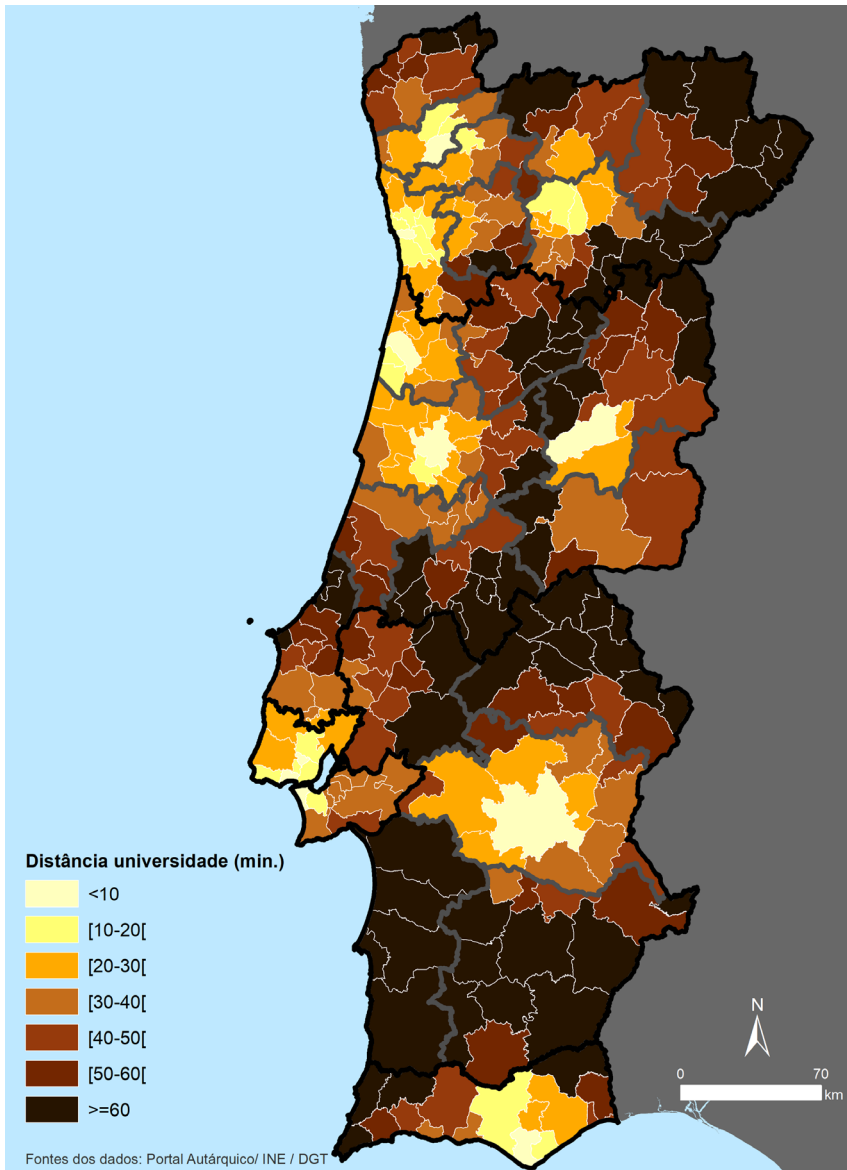 Distância universidade (min.)
<10
[10-20[
[20-30[
[30-40[
[40-50[
[50-60[
>=60
N
0 70
km
Fontes dos dados: Portal Autárquico/ INE / DGT